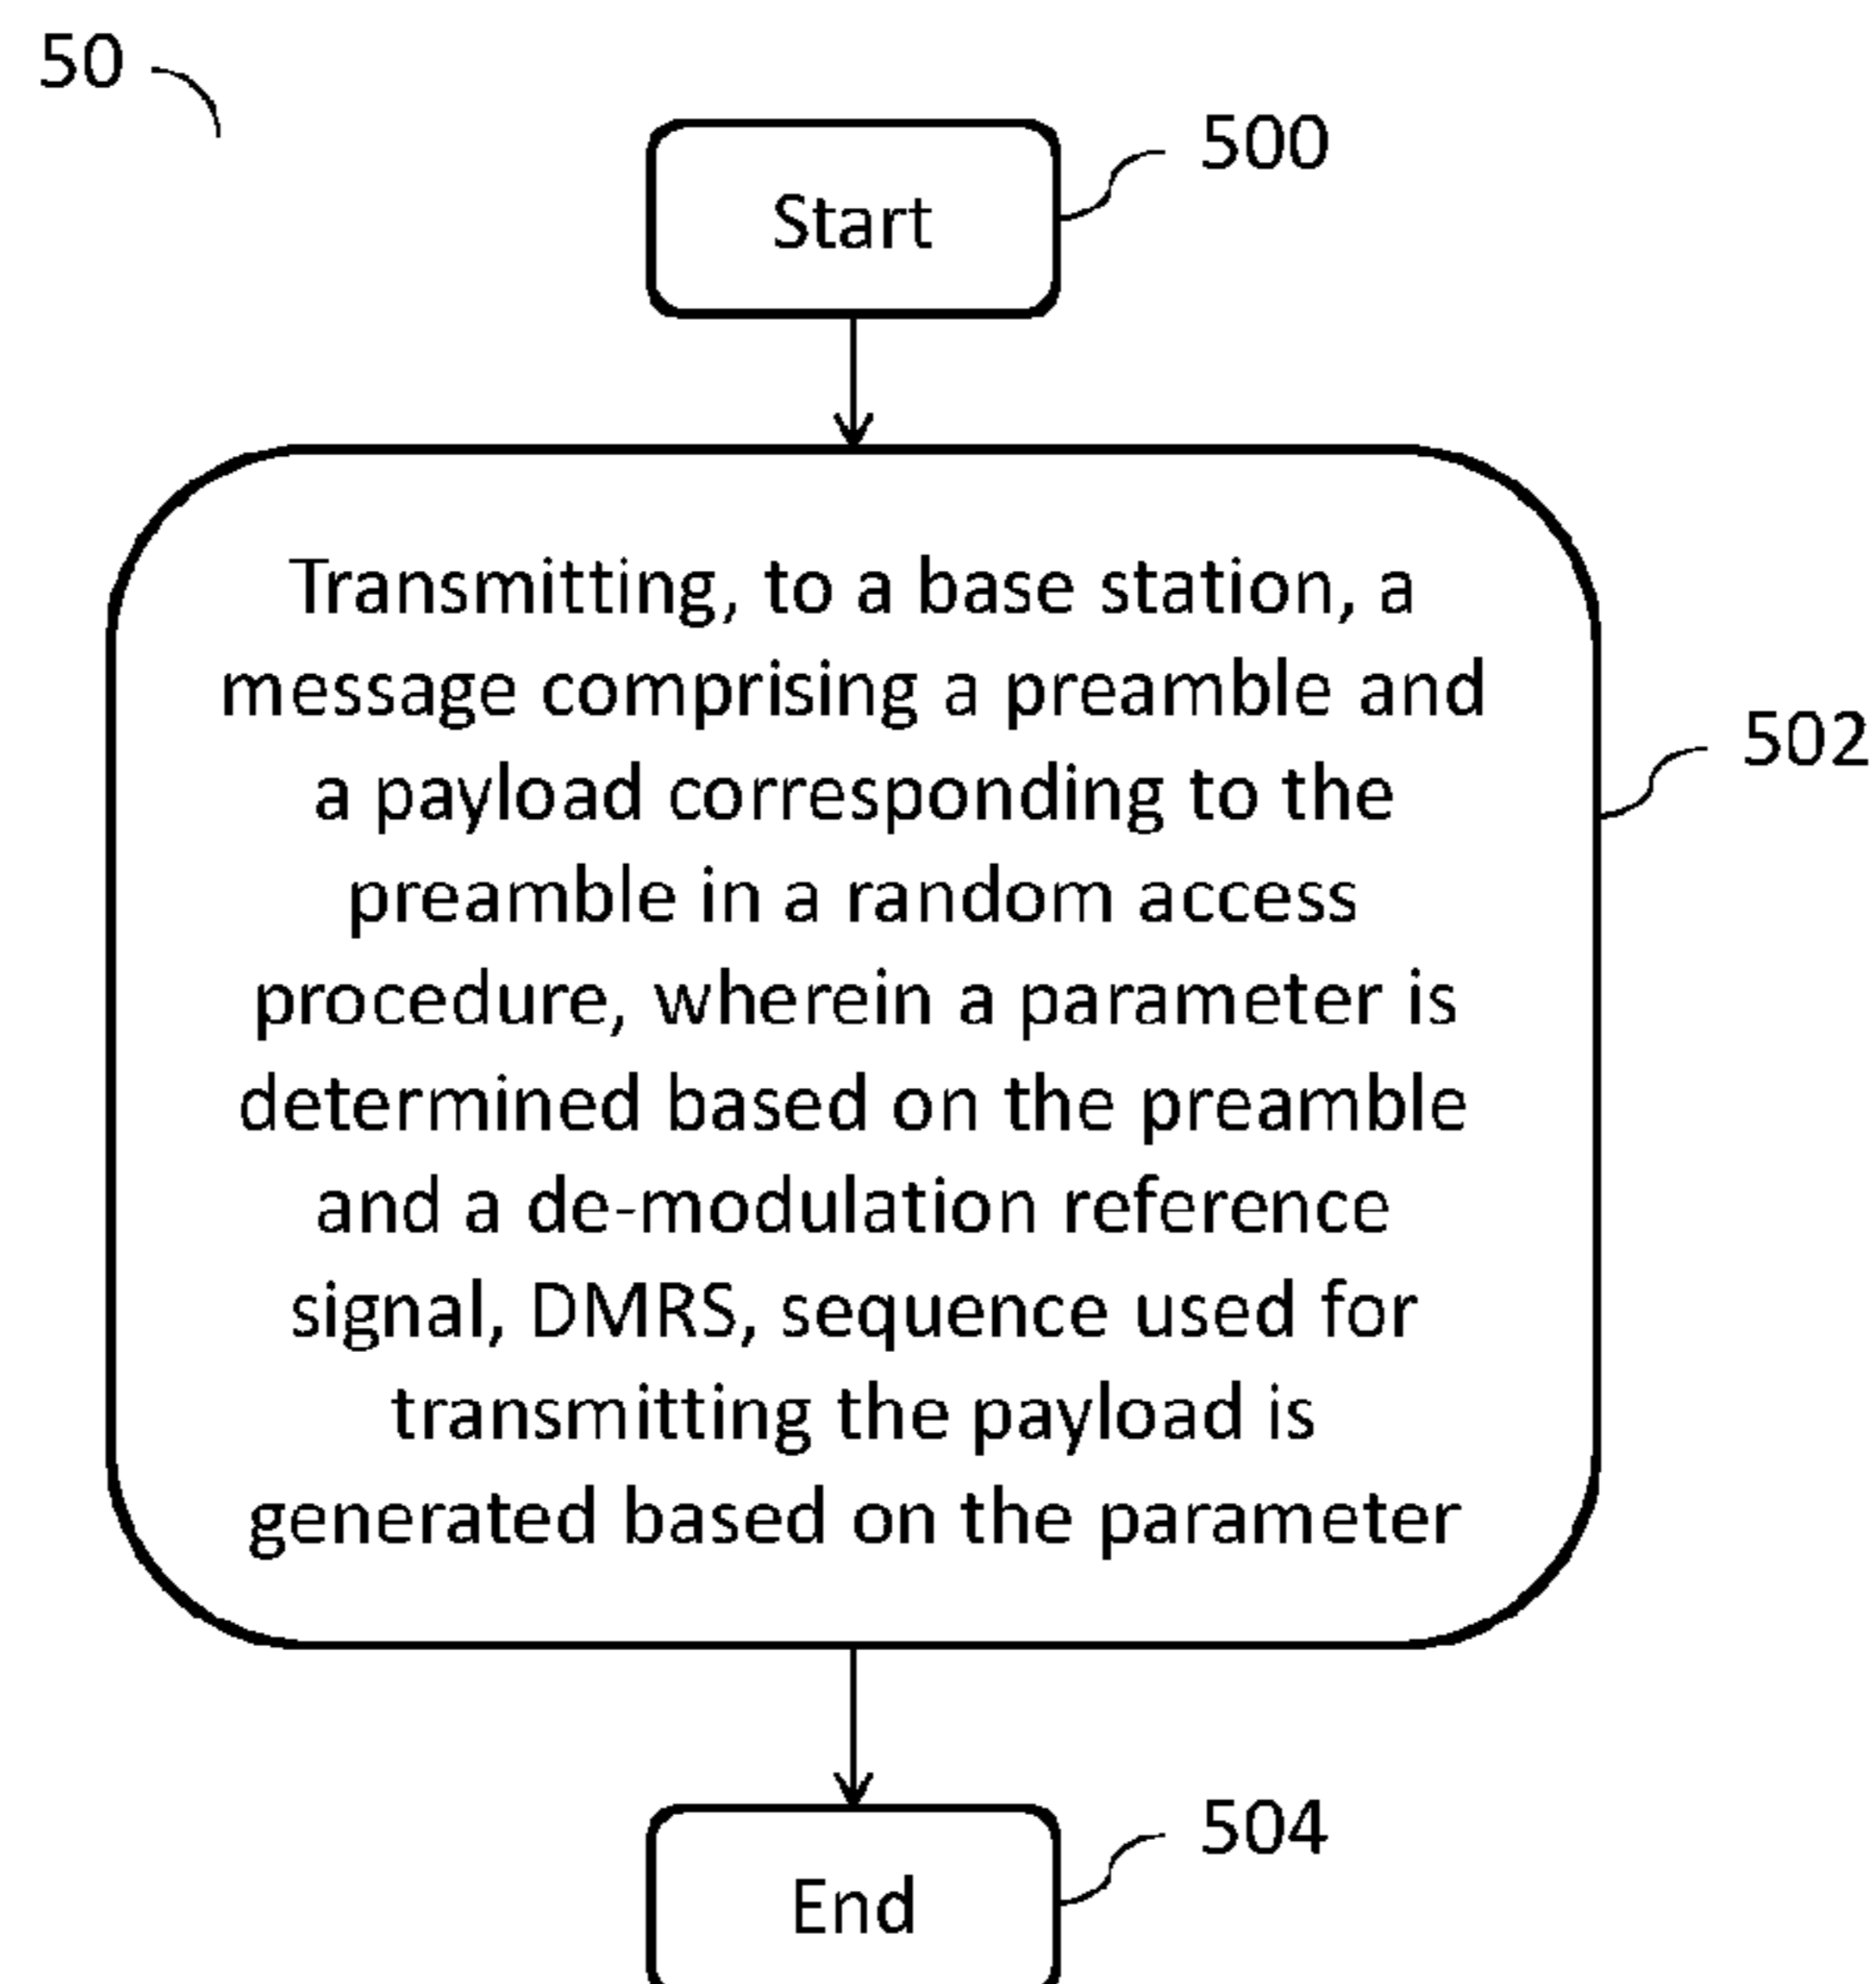 50
500
Start
Transmitting, to a base station, a
message comprising a preamble and
a payload corresponding to the
preamble in a random access
procedure, wherein a parameter is
determined based on the preamble
and a de-modulation reference
signal, DMRS, sequence used for
transmitting the payload is
generated based on the parameter
502
504
End